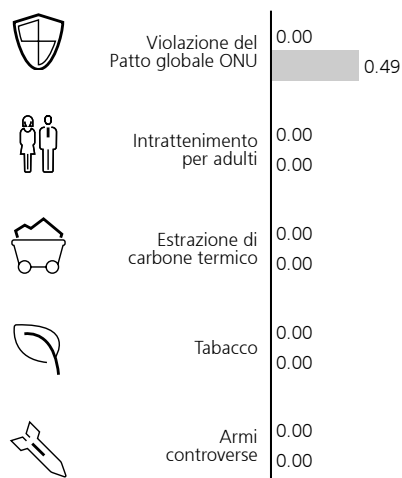 Violazione del
Patto globale ONU
0.00
0.49
Intrattenimento
per adulti
0.00
0.00
Estrazione di
carbone termico
0.00
0.00
Tabacco
0.00
0.00
Armi
controverse
0.00
0.00